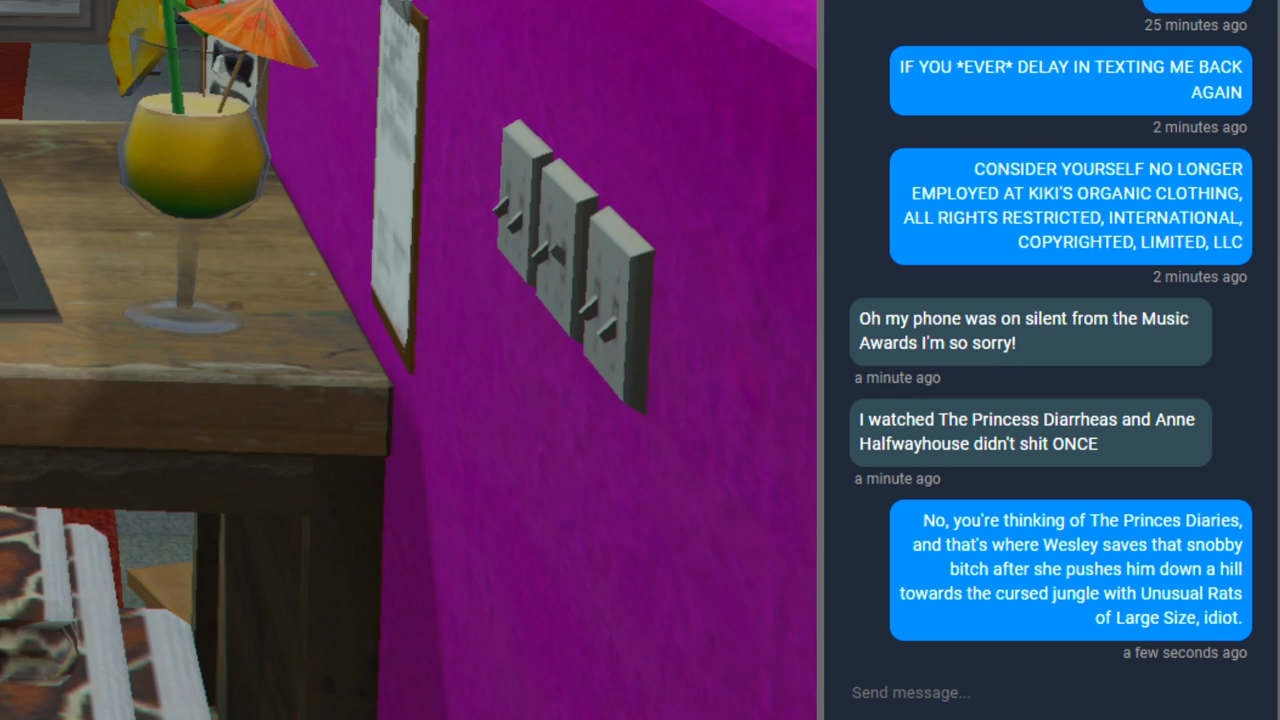 25 minutes ago
IF YOU *EVER* DELAY IN TEXTING ME BACK
AGAIN
2 minutes ago
CONSIDER YOURSELF NO LONGER
EMPLOYED AT KIKI'S ORGANIC CLOTHING,
ALL RIGHTS RESTRICTED, INTERNATIONAL,
COPYRIGHTED, LIMITED, LLC
2 minutes ago
Oh my phone was on silent from the Music
Awards I'm so sorry!
a minute ago
I watched The Princess Diarrheas and Anne
Halfwayhouse didn't shit ONCE
a minute ago
No, you're thinking of The Princes Diaries,
and that's where Wesley saves that snobby
bitch after she pushes him down a hill
towards the cursed jungle with Unusual Rats
of Large Size, idiot.
a few seconds ago
Send message...